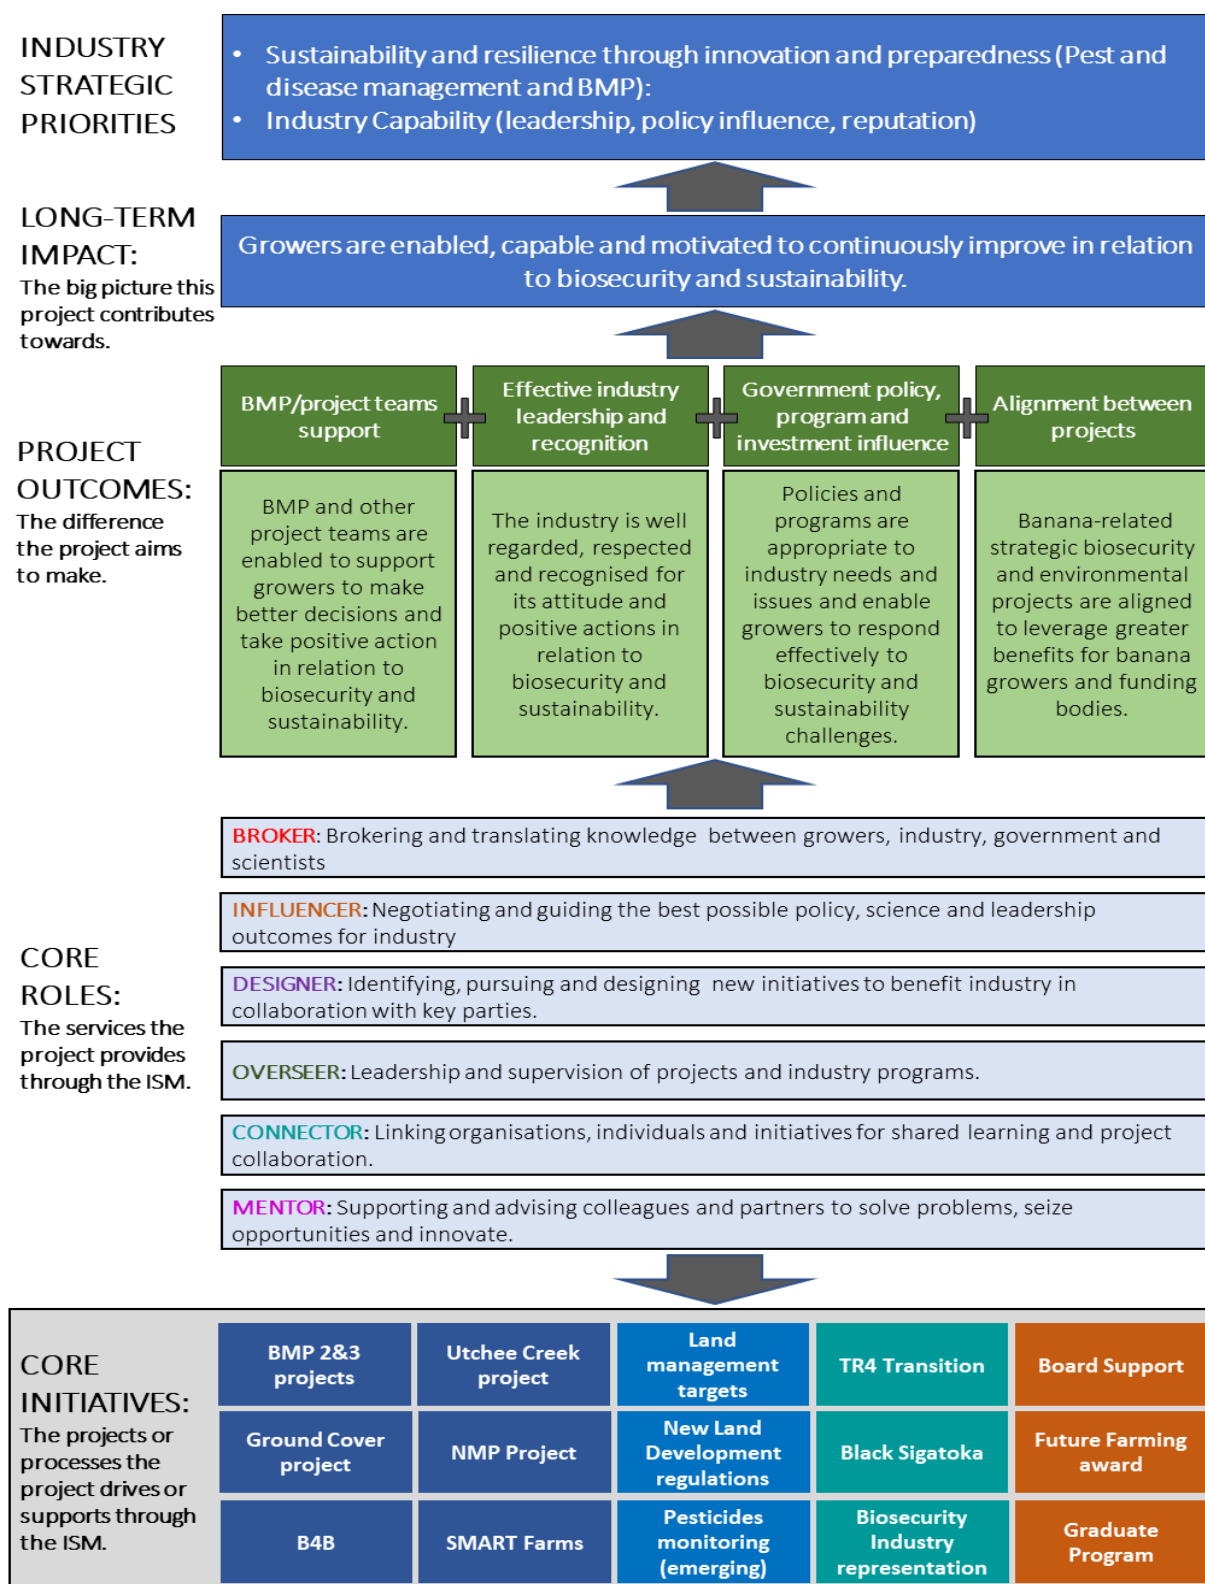 INDUSTRY
STRATEGIC
PRIORITIES
• Sustainability and resilience through innovation and preparedness (Pest and
disease management and BMP):
• Industry Capability (leadership, policy influence, reputation)
LONG-TERM
IMPACT:
The big picture this
project contributes
towards.
Growers are enabled, capable and motivated to continuously improve in relation
to biosecurity and sustainability.
PROJECT
OUTCOMES:
The difference
the project aims
to make.
BMP/project teams
support
Effective industry
leadership and
recognition
Government policy,
program and
investment influence
Alignment between
projects
BMP and other
project teams are
enabled to support
growers to make
better decisions and
take positive action
in relation to
biosecurity and
sustainability.
The industry is well
regarded, respected
and recognised for
its attitude and
positive actions in
relation to
biosecurity and
sustainability.
Policies and
programs are
appropriate to
industry needs and
issues and enable
growers to respond
effectively to
biosecurity and
sustainability
challenges.
Banana-related
strategic biosecurity
and environmental
projects are aligned
to leverage greater
benefits for banana
growers and funding
bodies.
CORE
ROLES:
The services the
project provides
through the ISM.
BROKER: Brokering and translating knowledge between growers, industry, government and
scientists
INFLUENCER: Negotiating and guiding the best possible policy, science and leadership
outcomes for industry
DESIGNER: Identifying, pursuing and designing new initiatives to benefit industry in
collaboration with key parties.
OVERSEER: Leadership and supervision of projects and industry programs.
CONNECTOR: Linking organisations, individuals and initiatives for shared learning and project
collaboration.
MENTOR: Supporting and advising colleagues and partners to solve problems, seize
opportunities and innovate.
CORE
INITIATIVES:
The projects or
processes the
project drives or
supports through
the ISM.
BMP 2&3
projects
Utchee Creek
project
Land
management
targets
TR4 Transition
Board Support
Ground Cover
project
NMP Project
New Land
Development
regulations
Black Sigatoka
Future Farming
award
B4B
SMART Farms
Pesticides
monitoring
(emerging)
Biosecurity
Industry
representation
Graduate
Program